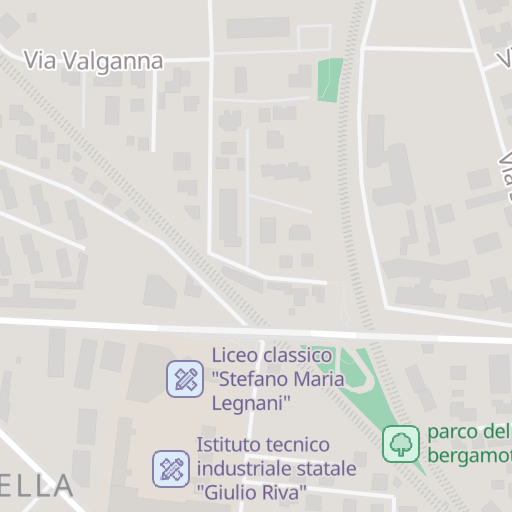 Via Valganna
Liceo classico
"Stefano Maria
Legnani"
Istituto tecnico
industriale statale
"Giulio Riva"
parco del
bergamot
ELLA